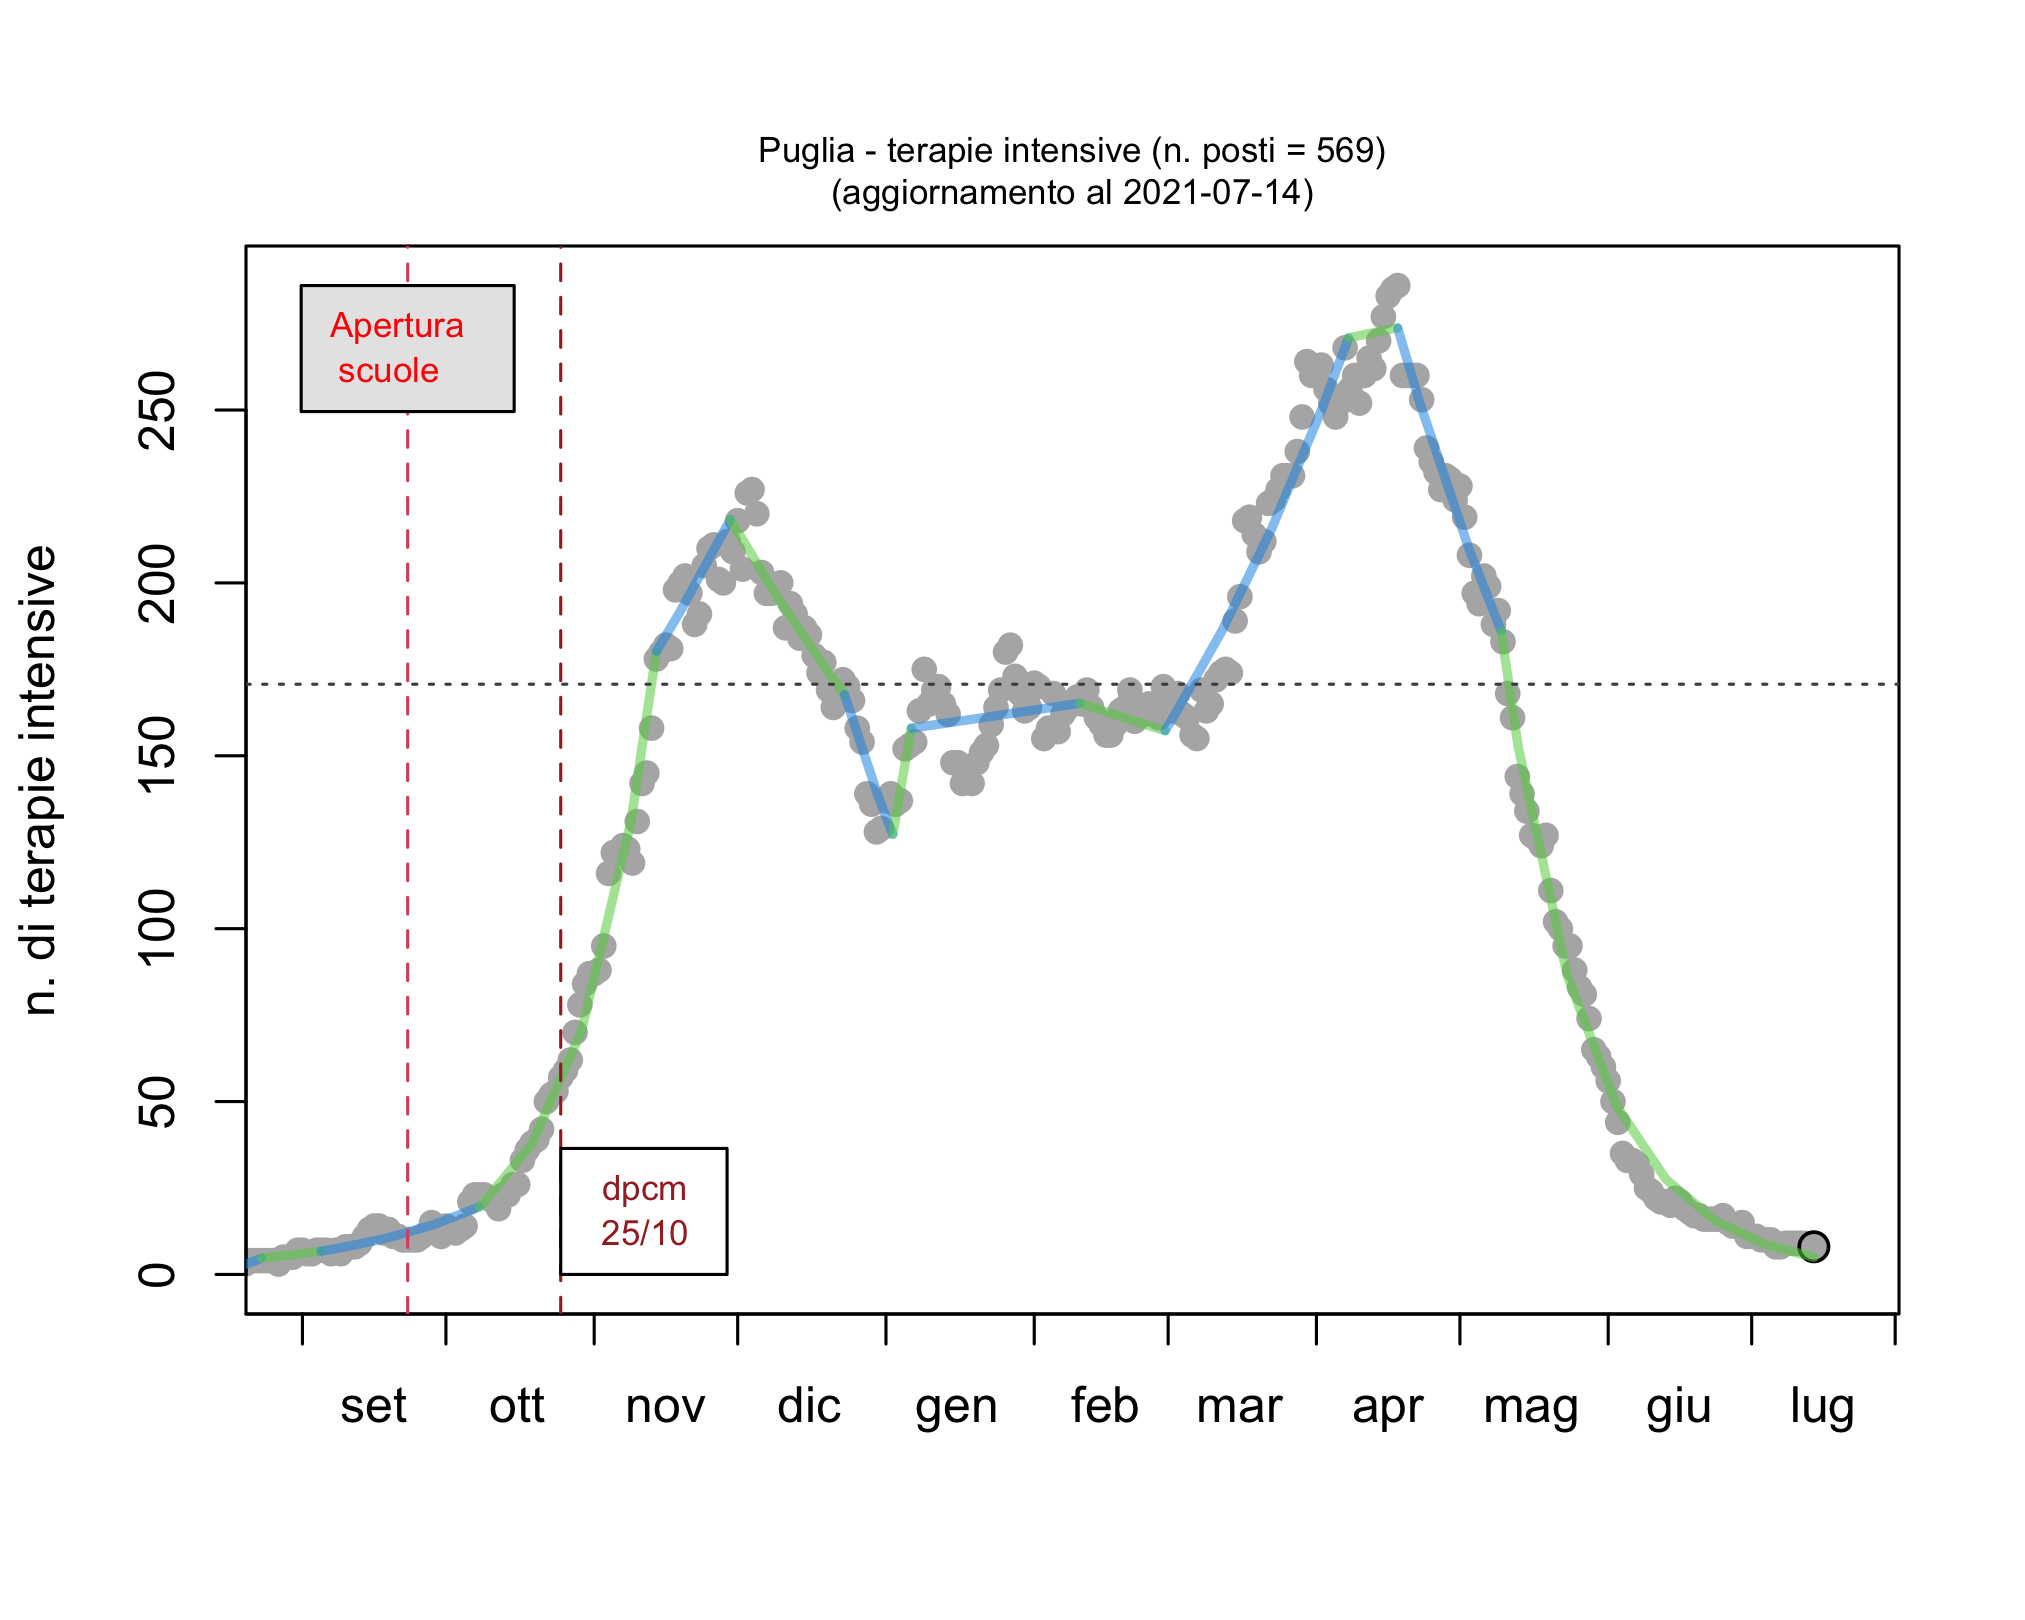 Puglia - terapie intensive (n. posti = 569)
(aggiornamento al 2021-07-14)
Apertura
scuole
n. di terapie intensive
250
200
150
100
50
0
dpcm
25/10
set ott nov dic gen feb mar apr mag giu lug